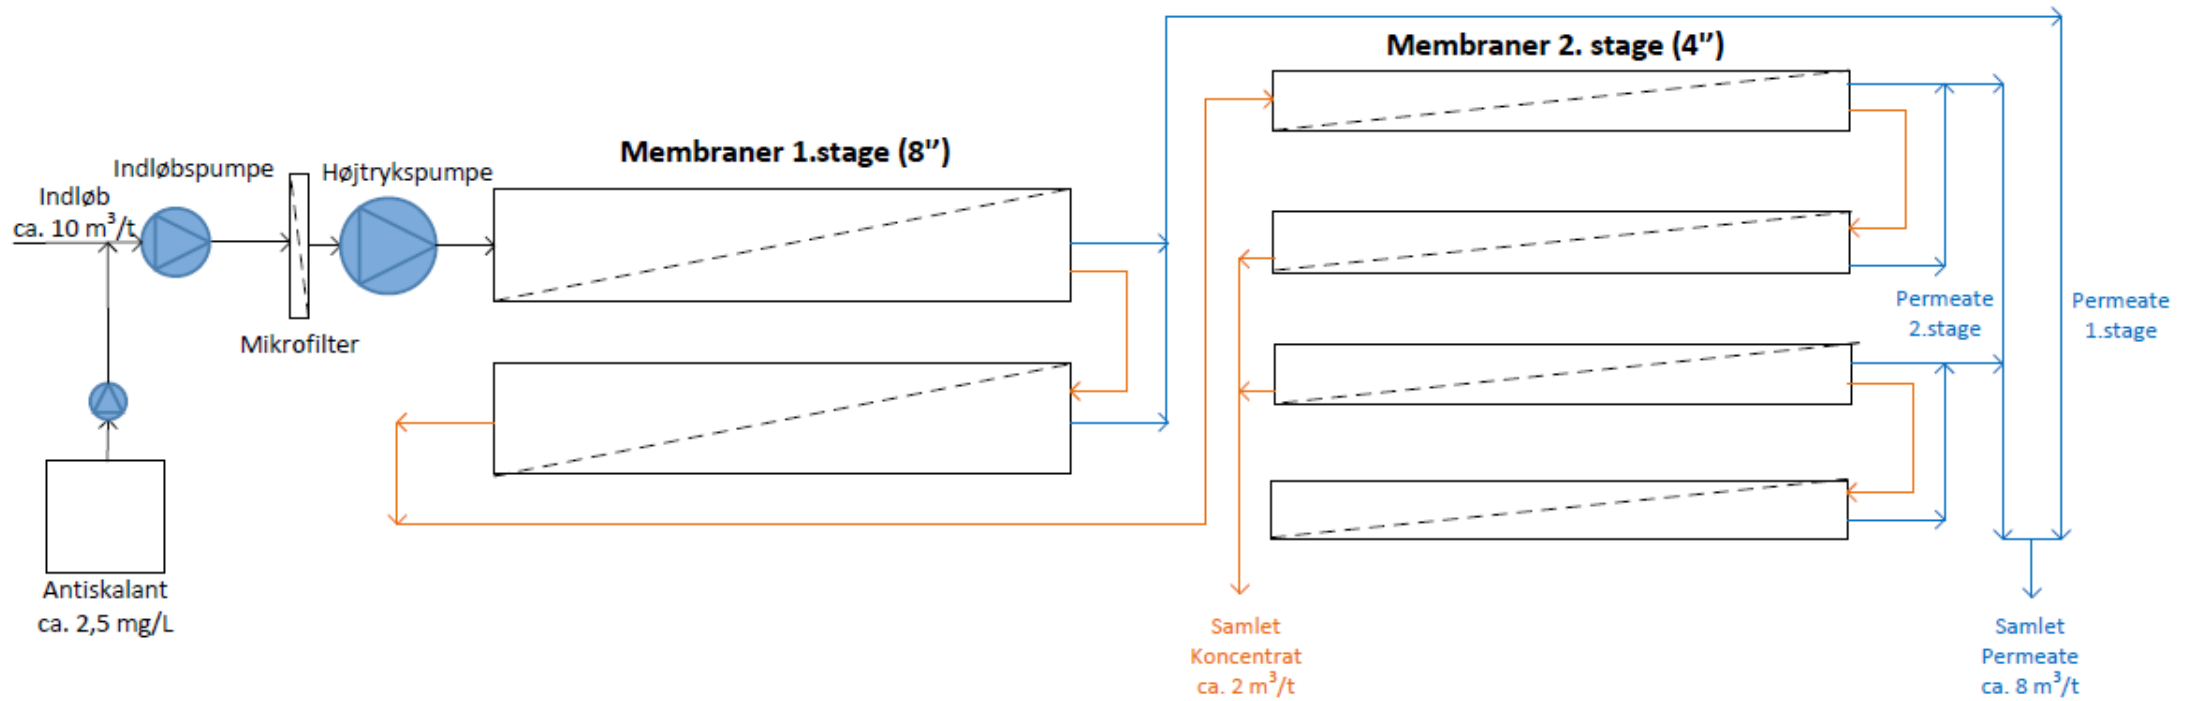 Membraner 2. stage (4")
Membraner 1.stage (8")
Indløbspumpe
Højtrykspumpe
Indløb
ca. 10 m³/t
Mikrofilter
Permeate
2.stage
Permeate
1.stage
Antiskalant
ca. 2,5 mg/L
Samlet
Koncentrat
ca. 2 m³/t
Samlet
Permeate
ca. 8 m³/t